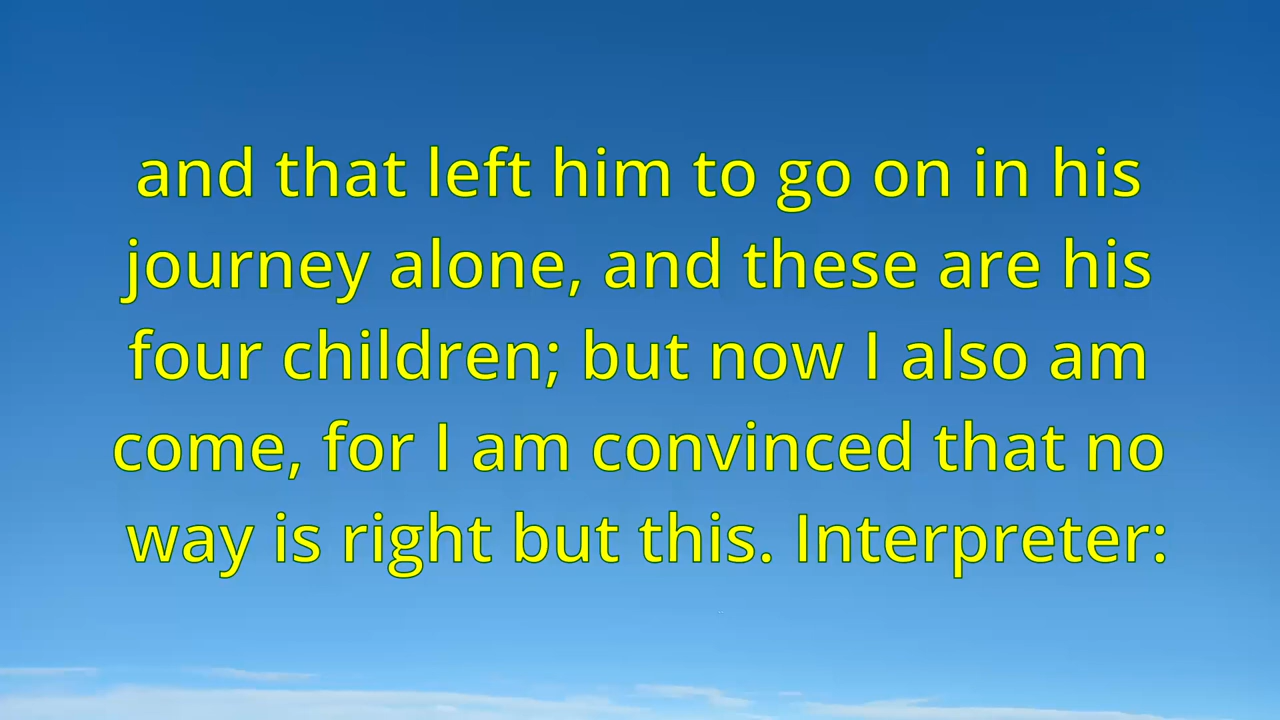 and that left him to go on in his
journey alone, and these are his
four children; but now I also am
come, for I am convinced that no
way is right but this. Interpreter: